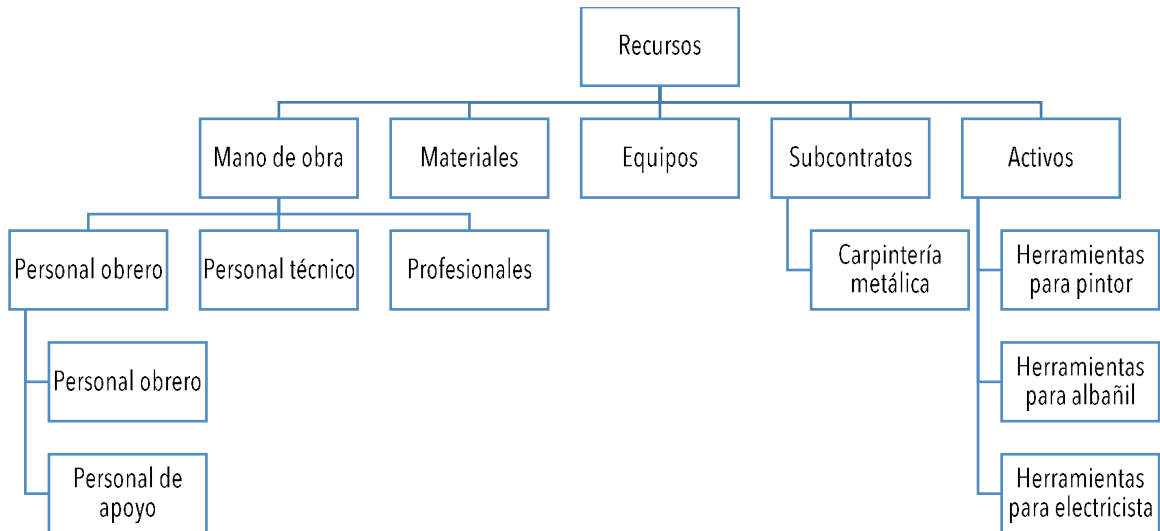 Recursos
Mano de obra
Materiales
Equipos
Subcontratos
Activos
Personal obrero
Personal técnico
Profesionales
Carpintería
metálica
Herramientas
para pintor
Personal obrero
Herramientas
para albañil
Personal de
apoyo
Herramientas
para electricista